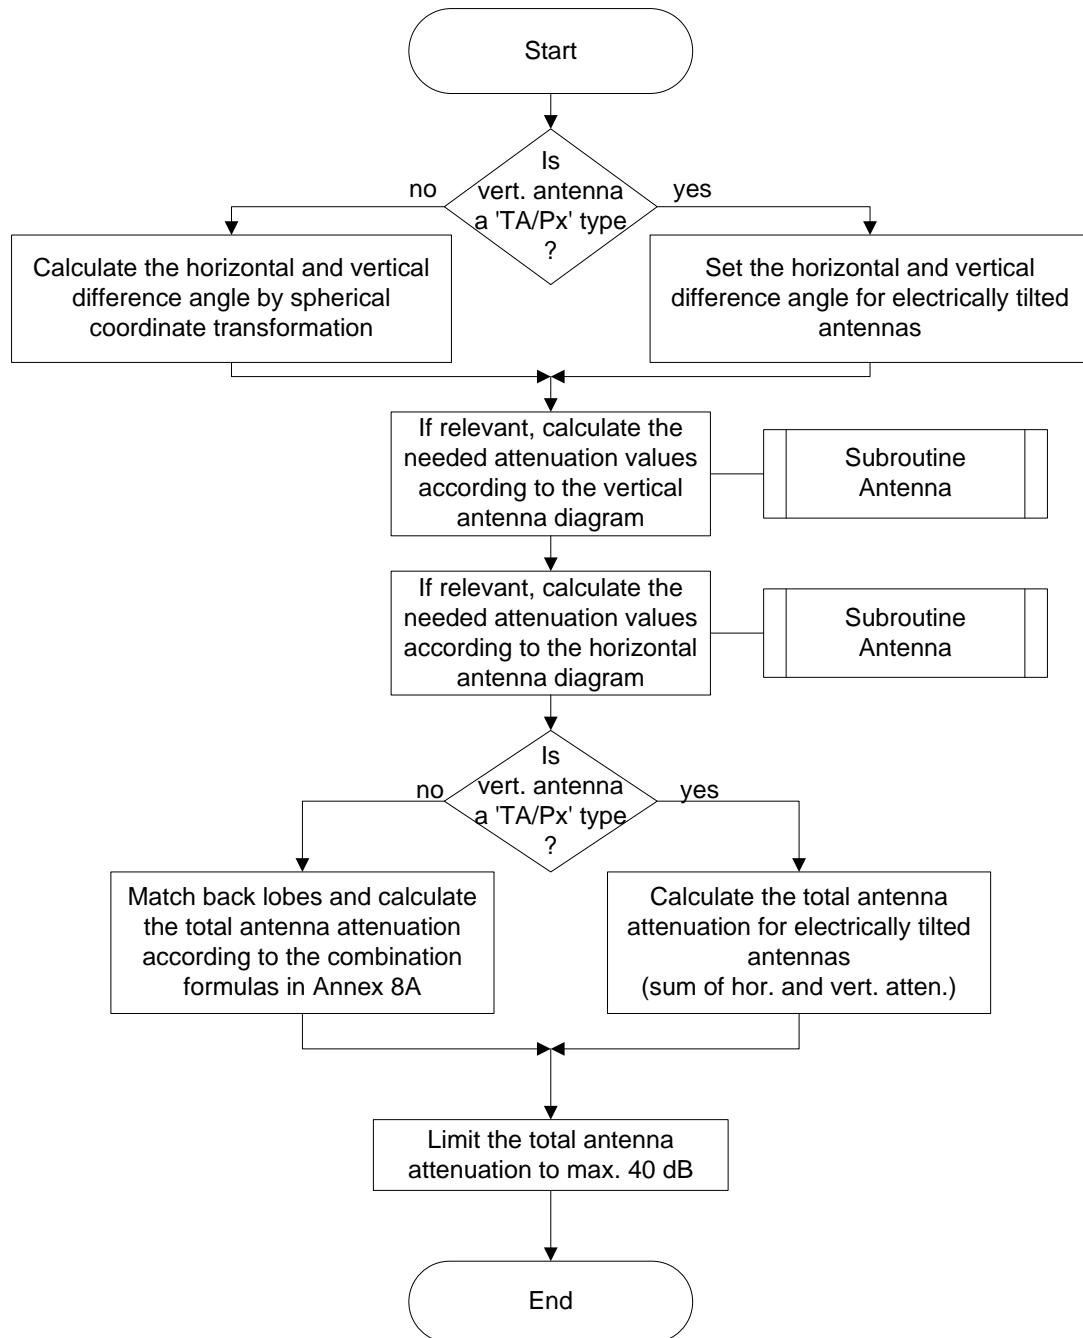 Start
Is
vert. antenna
a 'TA/Px' type
?
no
yes
Calculate the horizontal and vertical
difference angle by spherical
coordinate transformation
Set the horizontal and vertical
difference angle for electrically tilted
antennas
If relevant, calculate the
needed attenuation values
according to the vertical
antenna diagram
Subroutine
Antenna
If relevant, calculate the
needed attenuation values
according to the horizontal
antenna diagram
Subroutine
Antenna
Is
vert. antenna
a 'TA/Px' type
?
no
yes
Match back lobes and calculate
the total antenna attenuation
according to the combination
formulas in Annex 8A
Calculate the total antenna
attenuation for electrically tilted
antennas
(sum of hor. and vert. atten.)
Limit the total antenna
attenuation to max. 40 dB
End